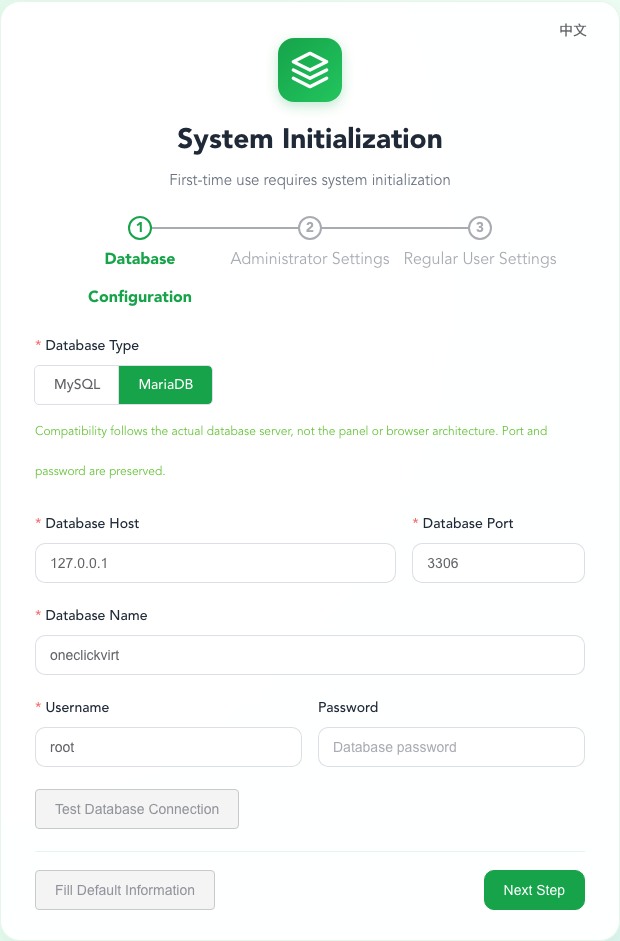 中文
System Initialization
First-time use requires system initialization
1
2
3
Database
Configuration
Administrator Settings
Regular User Settings
* Database Type
MySQL
MariaDB
Compatibility follows the actual database server, not the panel or browser architecture. Port and
password are preserved.
* Database Host
* Database Port
127.0.0.1
3306
* Database Name
oneclickvirt
* Username
Password
root
Database password
Test Database Connection
Fill Default Information
Next Step